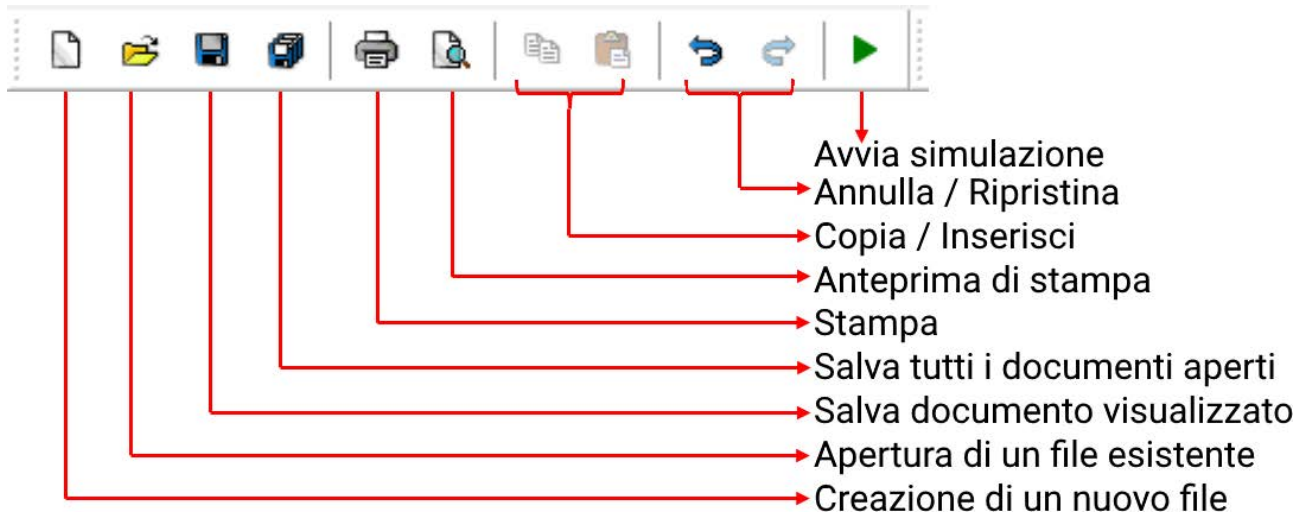 Avvia simulazione
Annulla / Ripristina
Copia / Inserisci
Anteprima di stampa
Stampa
Salva tutti i documenti aperti
Salva documento visualizzato
Apertura di un file esistente
Creazione di un nuovo file